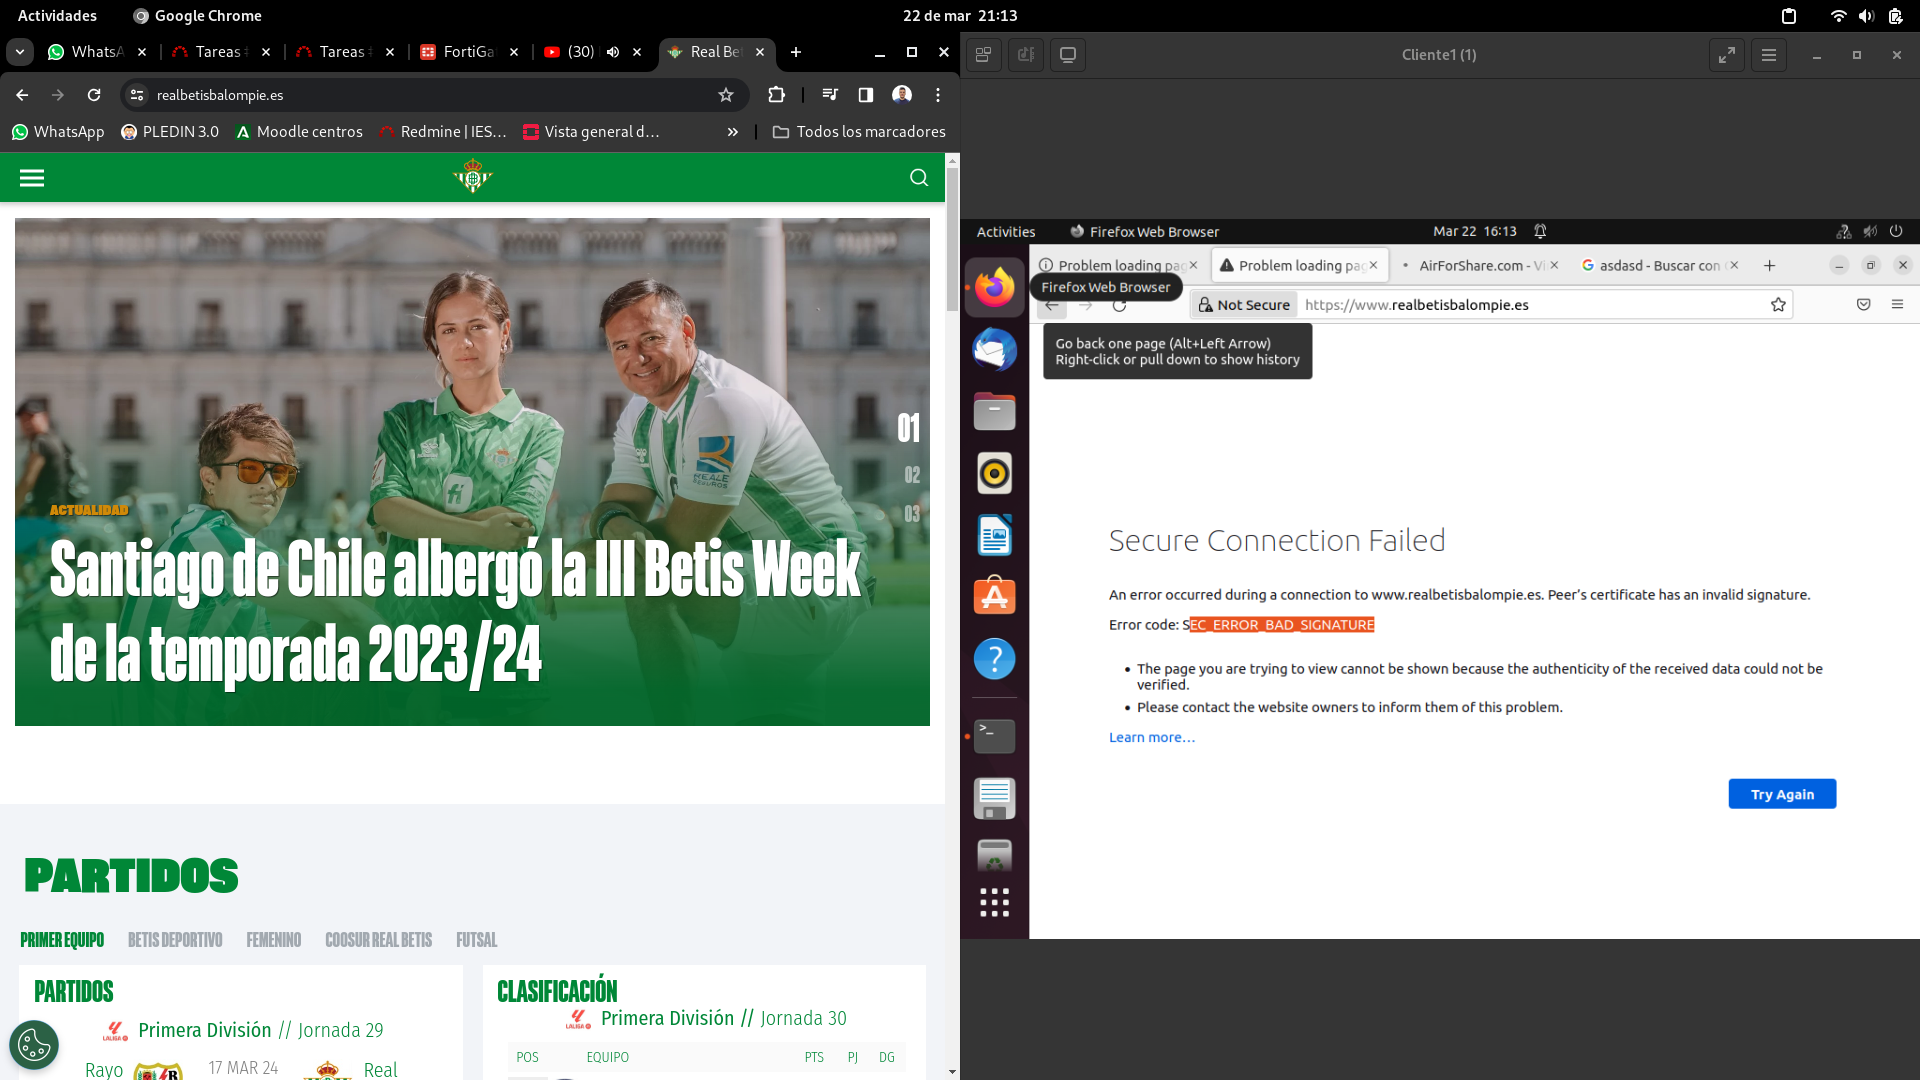 Actividades
Google Chrome
22 de mar 21:13
WhatsA
Tareas
Tareas
FortiGa
(30)
Real Be
realbetisbalompie.es
WhatsApp
PLEDIN 3.0
Moodle centros
Redmine | IES...
Vista general d...
»
Todos los marcadores
REALE
SEGUROS
01
02
03
ACTUALIDAD
Santiago de Chile albergó la III Betis Week
de la temporada 2023/24
PARTIDOS
PRIMER EQUIPO
BETIS DEPORTIVO
FEMENINO
COOSUR REAL BETIS
FUTSAL
PARTIDOS
LALIGA
Primera División // Jornada 29
Rayo
17 MAR 24
Real
CLASIFICACIÓN
LALIGA
Primera División // Jornada 30
POS
EQUIPO
PTS
PJ
DG
Cliente1 (1)
Activities
Firefox Web Browser
Mar 22 16:13
Problem loading pag
Problem loading pag
AirForShare.com - Vi
asdasd - Buscar con
Firefox Web Browser
Not Secure
https://www.realbetisbalompie.es
Go back one page (Alt+Left Arrow)
Right-click or pull down to show history
Secure Connection Failed
An error occurred during a connection to www.realbetisbalompie.es. Peer’s certificate has an invalid signature.
Error code: SEC_ERROR_BAD_SIGNATURE
• The page you are trying to view cannot be shown because the authenticity of the received data could not be
verified.
• Please contact the website owners to inform them of this problem.
Learn more…
Try Again